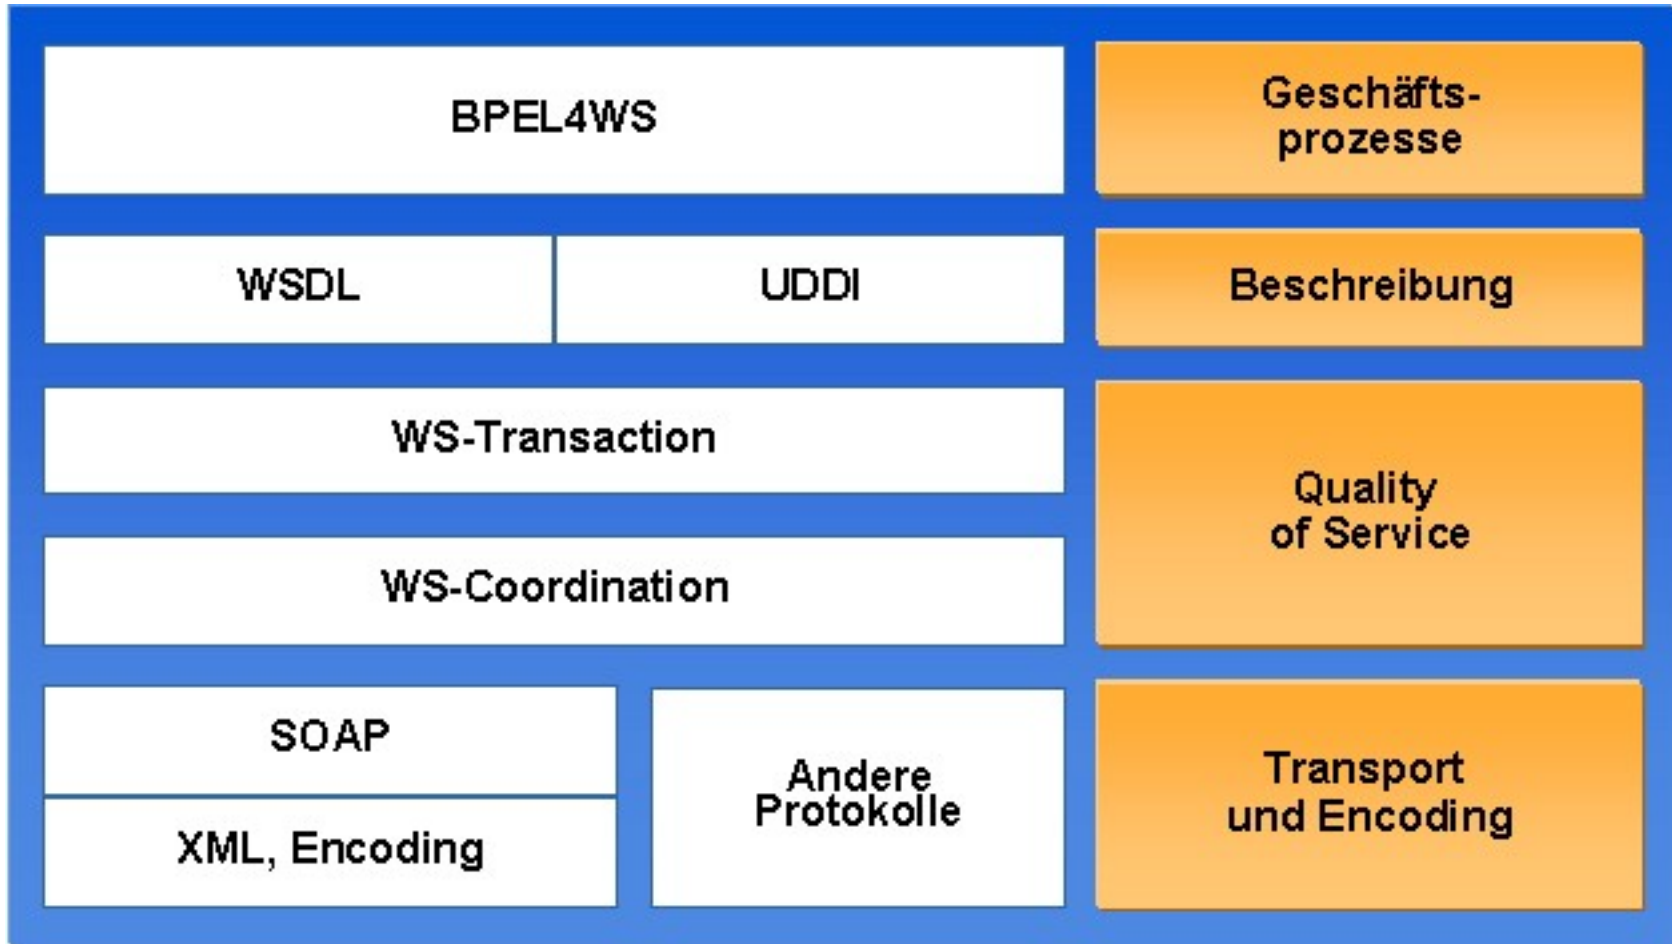 BPEL4WS
Geschäfts-
prozesse
WSDL
UDDI
Beschreibung
WS-Transaction
WS-Coordination
Quality
of Service
SOAP
XML, Encoding
Andere
Protokolle
Transport
und Encoding